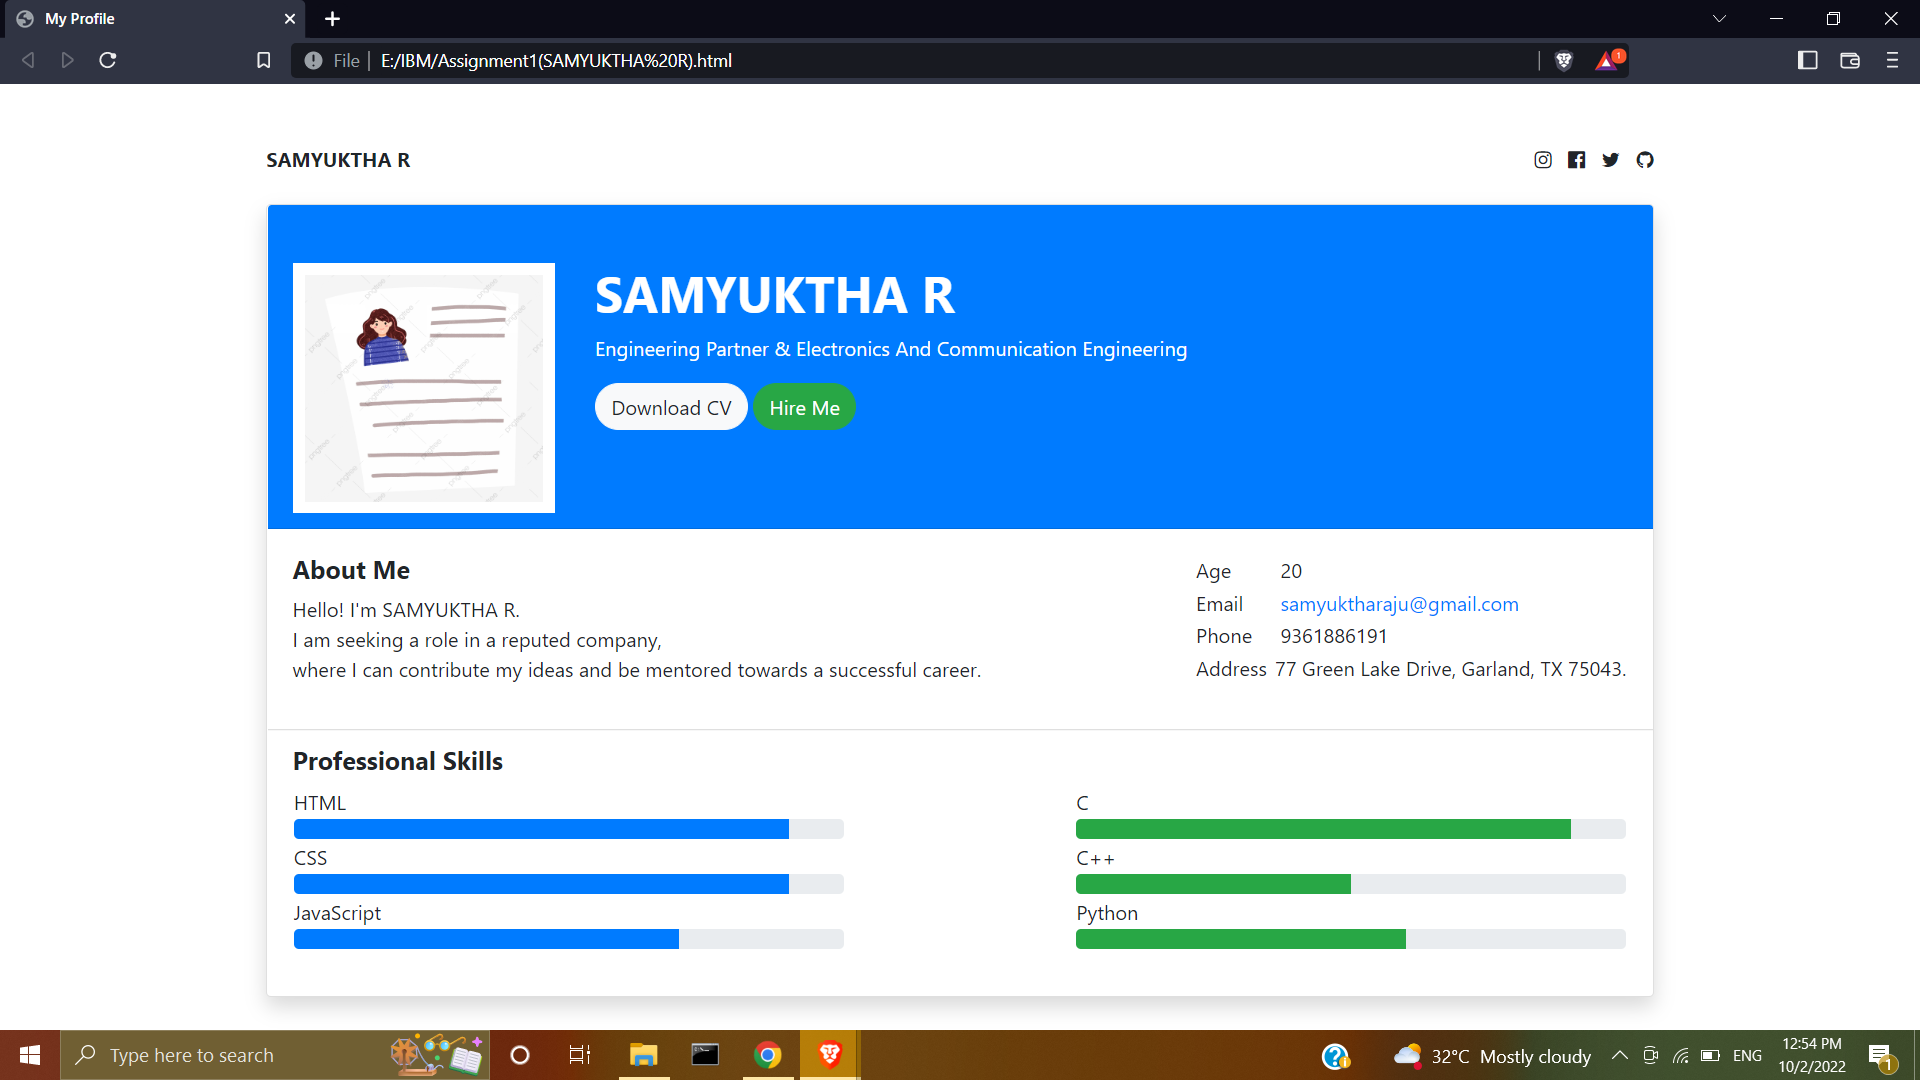 My Profile
File | E:/IBM/Assignment1(SAMYUKTHA%20R).html
1
SAMYUKTHA R
SAMYUKTHA R
Engineering Partner & Electronics And Communication Engineering
Download CV Hire Me
About Me
Hello! I'm SAMYUKTHA R.
I am seeking a role in a reputed company,
where I can contribute my ideas and be mentored towards a successful career.
Age 20
Email samyuktharaju@gmail.com
Phone 9361886191
Address 77 Green Lake Drive, Garland, TX 75043.
Professional Skills
HTML
CSS
JavaScript
C
C++
Python
Type here to search
32°C Mostly cloudy
ENG
12:54 PM
10/2/2022
1